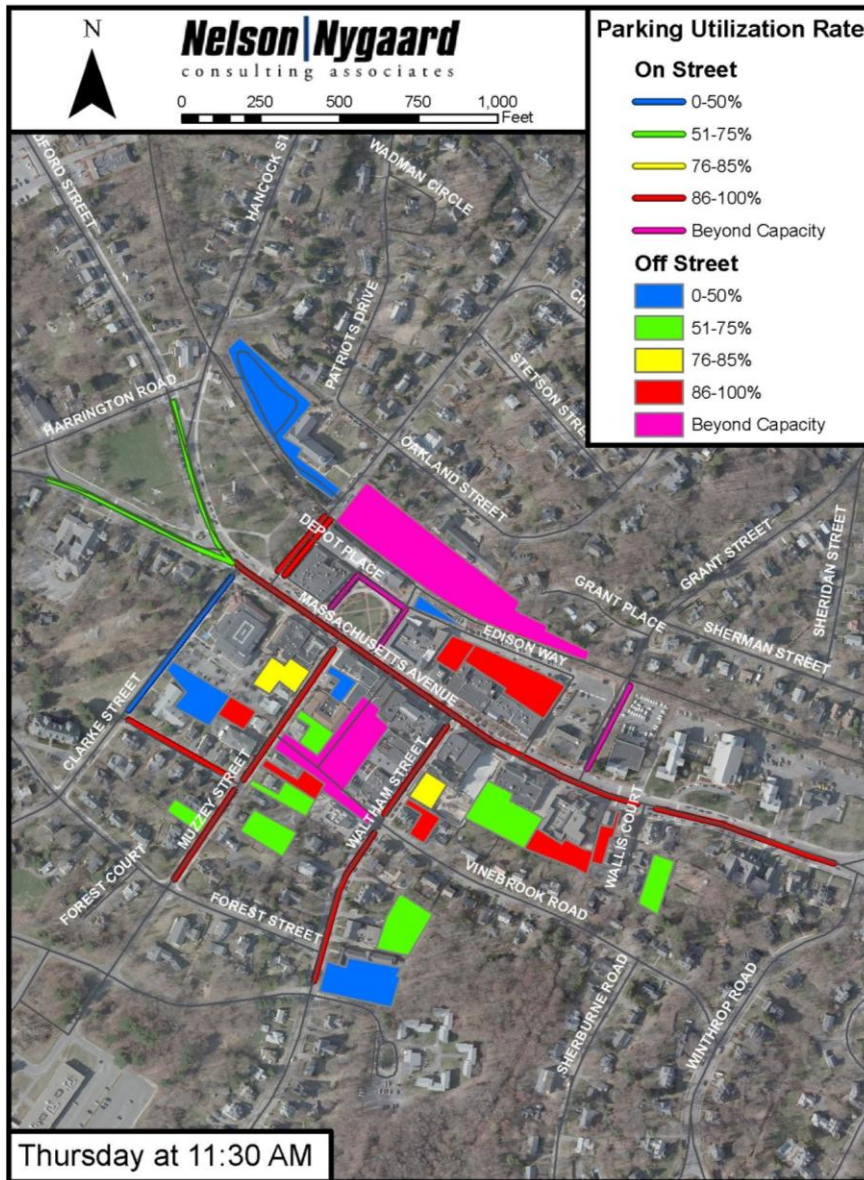 N
Nelson|Nygaard
consulting associates
0 250 500 750 1,000
Feet
Parking Utilization Rate
On Street
0-50%
51-75%
76-85%
86-100%
Beyond Capacity
Off Street
0-50%
51-75%
76-85%
86-100%
Beyond Capacity
DFORD STREET
HANCOCK ST
WADMAN CIRCLE
PATRIOTS DRIVE
CH
STETSON STREE
HARRINGTON ROAD
OAKLAND STREET
DEPOT PLACE
GRANT STREET
SHERIDAN STREET
GRANT PLACE
SHERMAN STREET
EDISON WAY
MASSACHUSETTS AVENUE
CLARKE STREET
MUZZEY STREET
WALTHAM STREET
WALLIS COURT
FOREST COURT
FOREST STREET
VINEBROOK ROAD
SHERBURNE ROAD
WINTHROP ROAD
Thursday at 11:30 AM